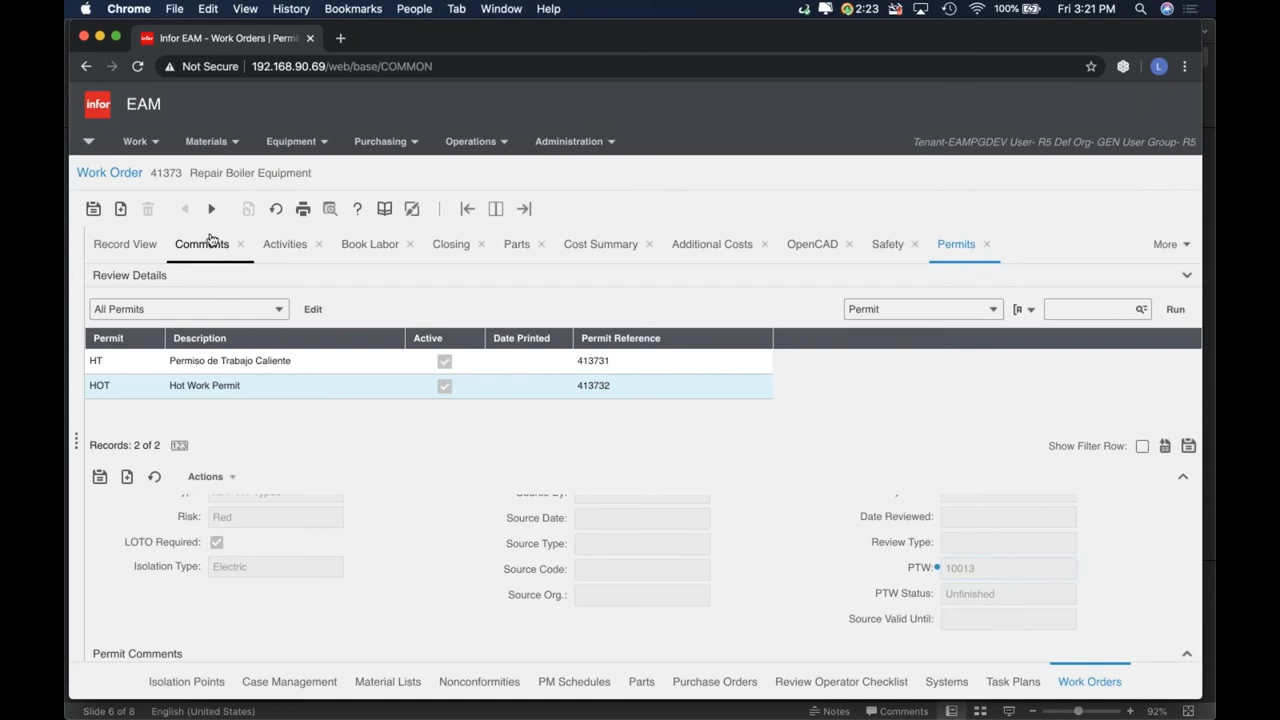 Chrome File Edit View History Bookmarks People Tab Window Help 2:23 100% Fri 3:21 PM
Infor EAM - Work Orders | Permi
Not Secure 192.168.90.69/web/base/COMMON L
infor EAM
Work Materials Equipment Purchasing Operations Administration Tenant-EAMPGDEV User- R5 Def Org- GEN User Group- R5
Work Order 41373 Repair Boiler Equipment
Record View Comments Activities Book Labor Closing Parts Cost Summary Additional Costs OpenCAD Safety Permits More
Review Details
All Permits Edit Permit Run
Permit Description Active Date Printed Permit Reference
HT Permiso de Trabajo Caliente 413731
HOT Hot Work Permit 413732
Records: 2 of 2 123 Show Filter Row:
Actions
Risk: Red Source Date: Date Reviewed:
LOTO Required: Source Type: Review Type:
Isolation Type: Electric Source Code: PTW: 10013
Source Org.: PTW Status: Unfinished
Source Valid Until:
Permit Comments
Isolation Points Case Management Material Lists Nonconformities PM Schedules Parts Purchase Orders Review Operator Checklist Systems Task Plans Work Orders
Slide 6 of 8 English (United States) Notes Comments 92%